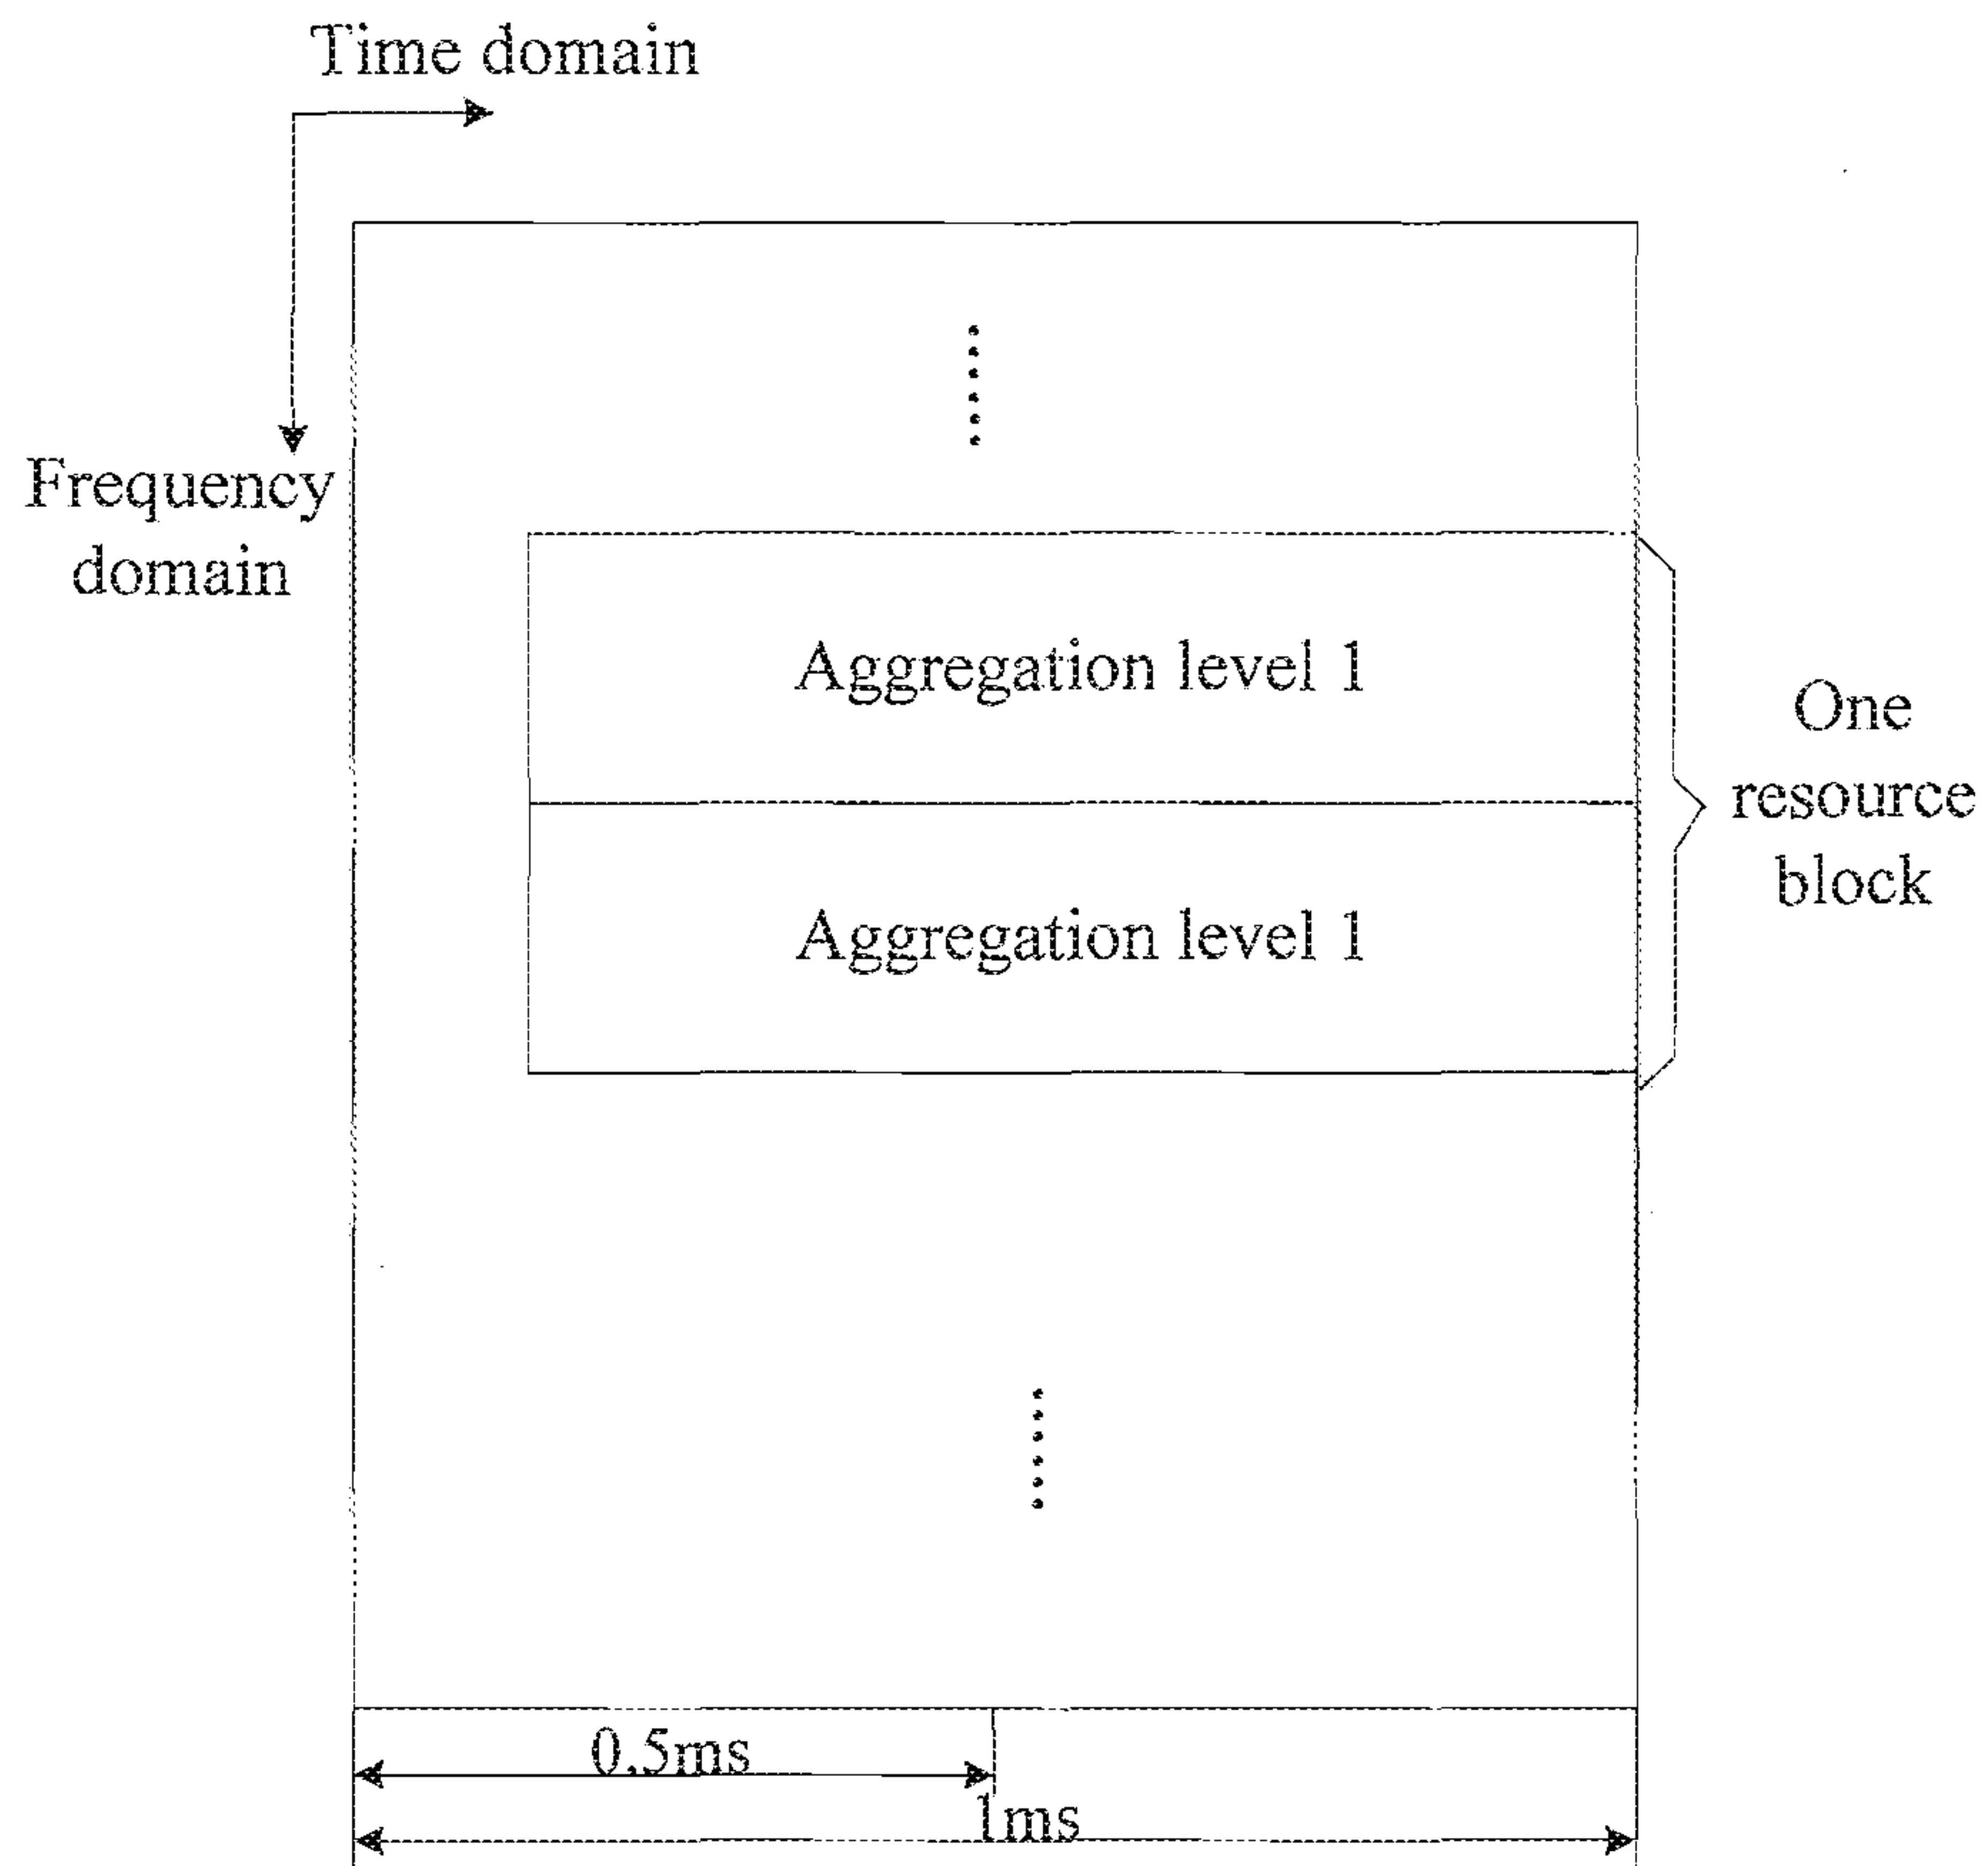 Time domain
Frequency
domain
Aggregation level 1
One
resource
block
Aggregation level 1
0.5ms
1ms